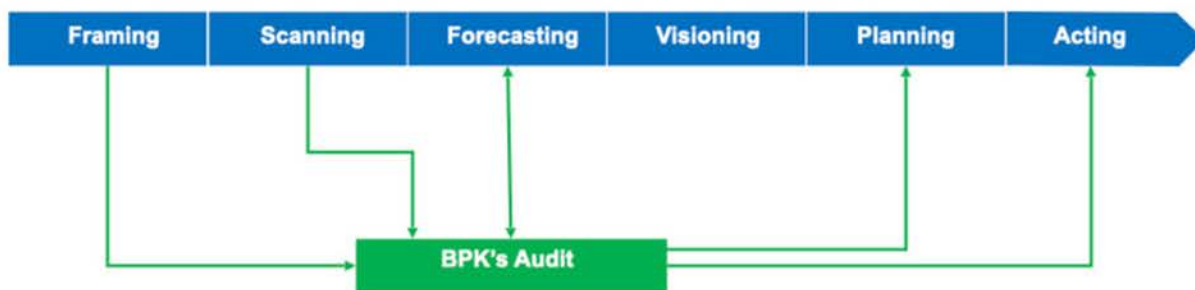 Framing
Scanning
Forecasting
Visioning
Planning
Acting
BPK's Audit